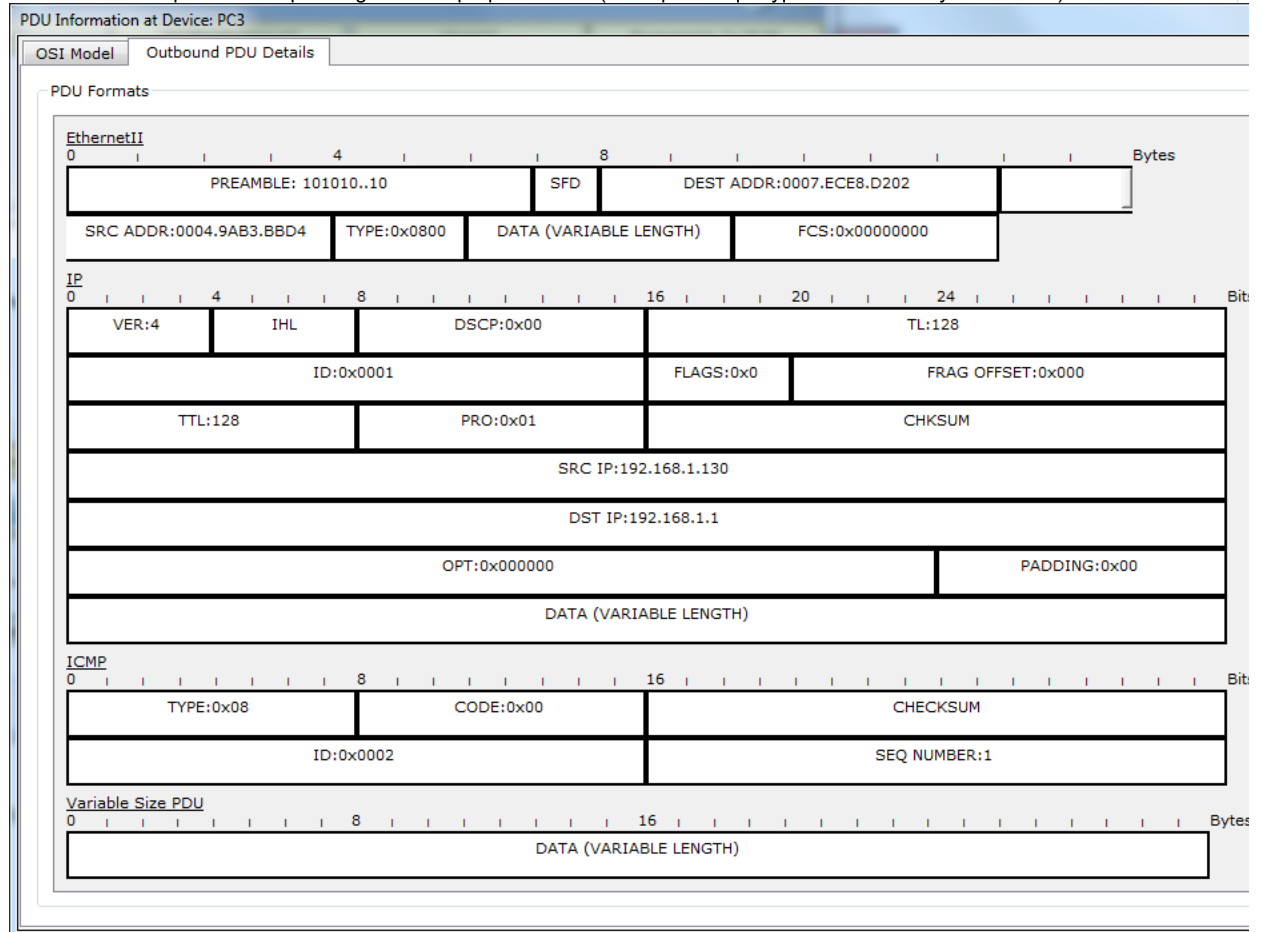 PDU Information at Device: PC3
OSI Model Outbound PDU Details
PDU Formats
EthernetII
0 4 8 Bytes
PREAMBLE: 101010..10 SFD DEST ADDR:0007.ECE8.D202
SRC ADDR:0004.9AB3.BBD4 TYPE:0x0800 DATA (VARIABLE LENGTH) FCS:0x00000000
IP
0 4 8 16 20 24 Bits
VER:4 IHL DSCP:0x00 TL:128
ID:0x0001 FLAGS:0x0 FRAG OFFSET:0x000
TTL:128 PRO:0x01 CHKSUM
SRC IP:192.168.1.130
DST IP:192.168.1.1
OPT:0x000000 PADDING:0x00
DATA (VARIABLE LENGTH)
ICMP
0 8 16 Bits
TYPE:0x08 CODE:0x00 CHECKSUM
ID:0x0002 SEQ NUMBER:1
Variable Size PDU
0 8 16 Bytes
DATA (VARIABLE LENGTH)